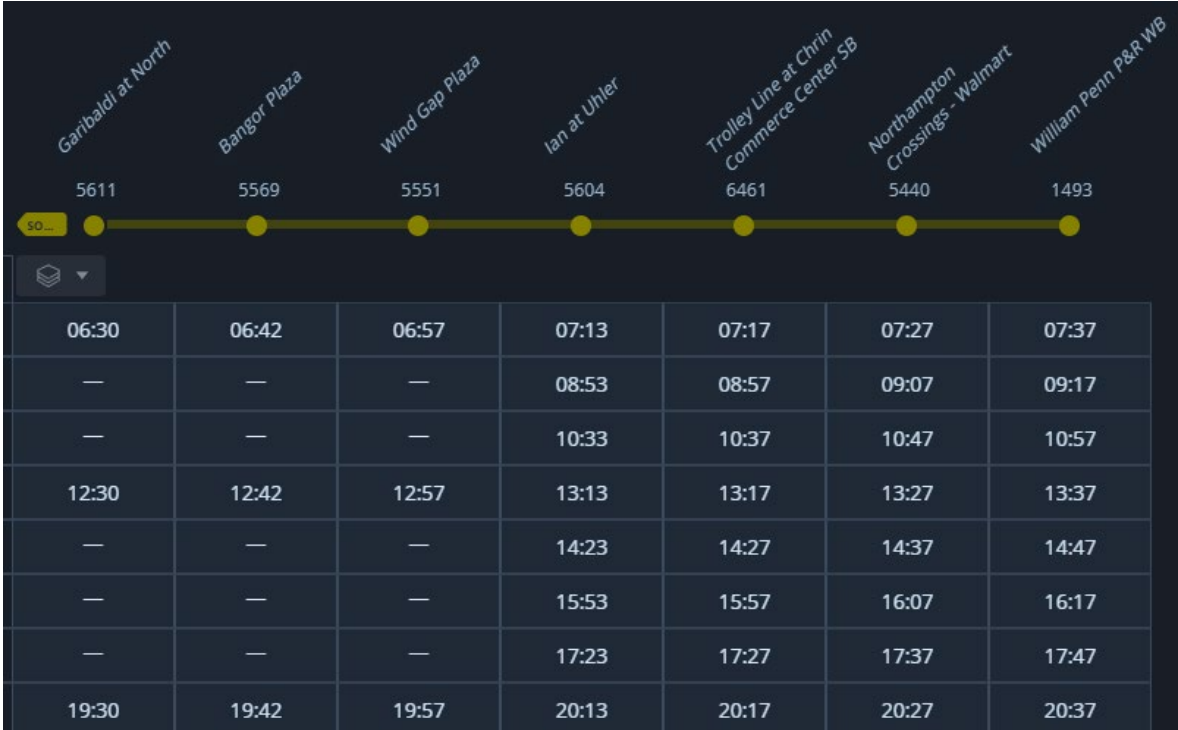 Garibaldi at North
Bangor Plaza
Wind Gap Plaza
Ian at Uhler
Trolley Line at Chrin
Commerce Center SB
Northampton
Crossings - Walmart
William Penn P&R WB
5611 5569 5551 5604 6461 5440 1493
so...
06:30 06:42 06:57 07:13 07:17 07:27 07:37
— — — 08:53 08:57 09:07 09:17
— — — 10:33 10:37 10:47 10:57
12:30 12:42 12:57 13:13 13:17 13:27 13:37
— — — 14:23 14:27 14:37 14:47
— — — 15:53 15:57 16:07 16:17
— — — 17:23 17:27 17:37 17:47
19:30 19:42 19:57 20:13 20:17 20:27 20:37